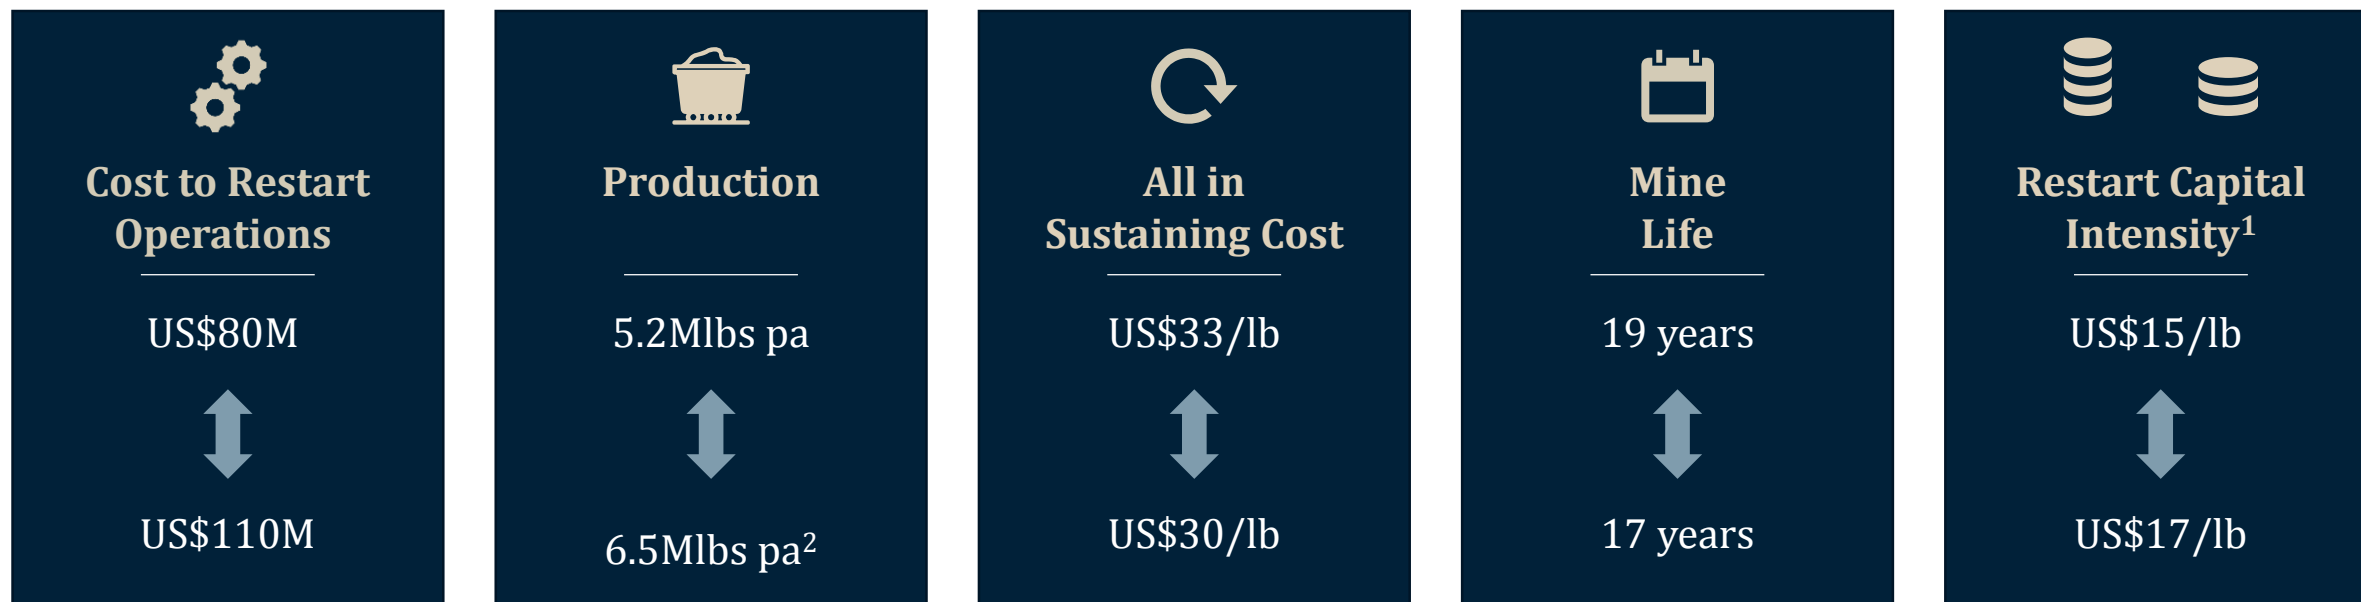 Cost to Restart
Operations
US$80M
US$110M
Production
5.2Mlbs pa
6.5Mlbs pa²
All in
Sustaining Cost
US$33/lb
US$30/lb
Mine
Life
19 years
17 years
Restart Capital
Intensity¹
US$15/lb
US$17/lb